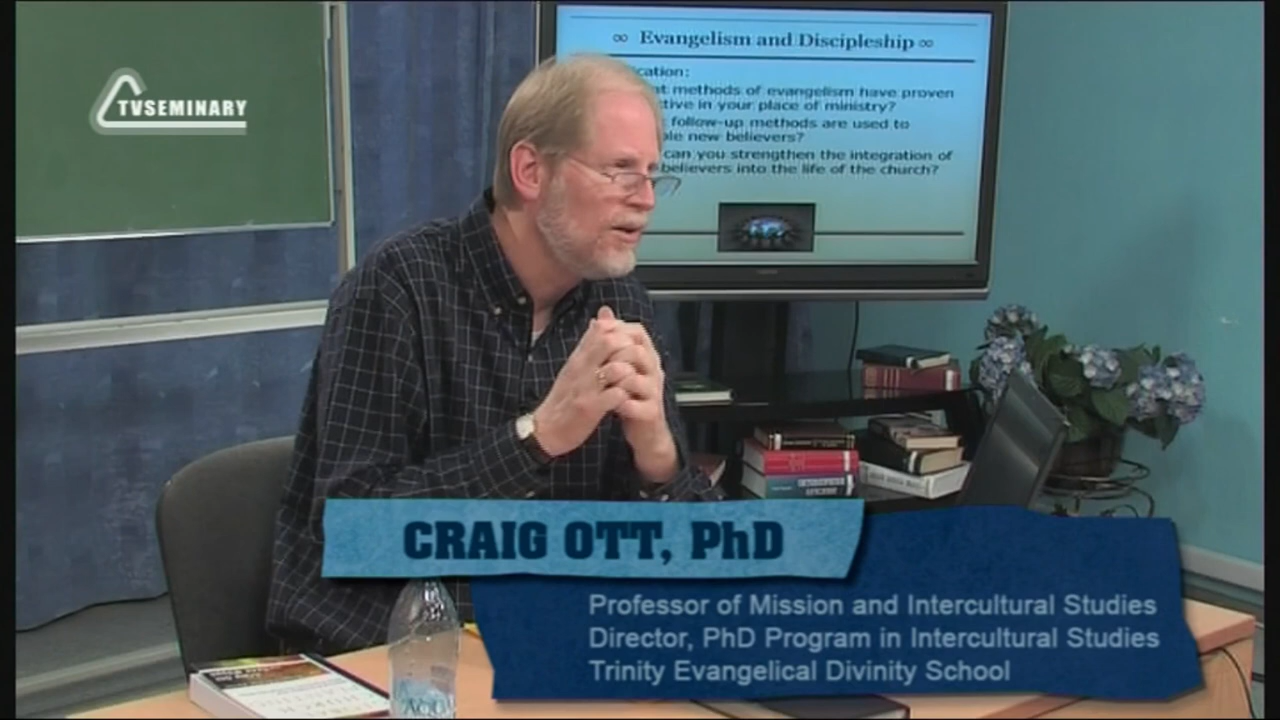 TVSEMINARY
∞ Evangelism and Discipleship ∞
cation:
t methods of evangelism have proven
ctive in your place of ministry?
follow-up methods are used to
le new believers?
can you strengthen the integration of
believers into the life of the church?
CRAIG OTT, PhD
Professor of Mission and Intercultural Studies
Director, PhD Program in Intercultural Studies
Trinity Evangelical Divinity School